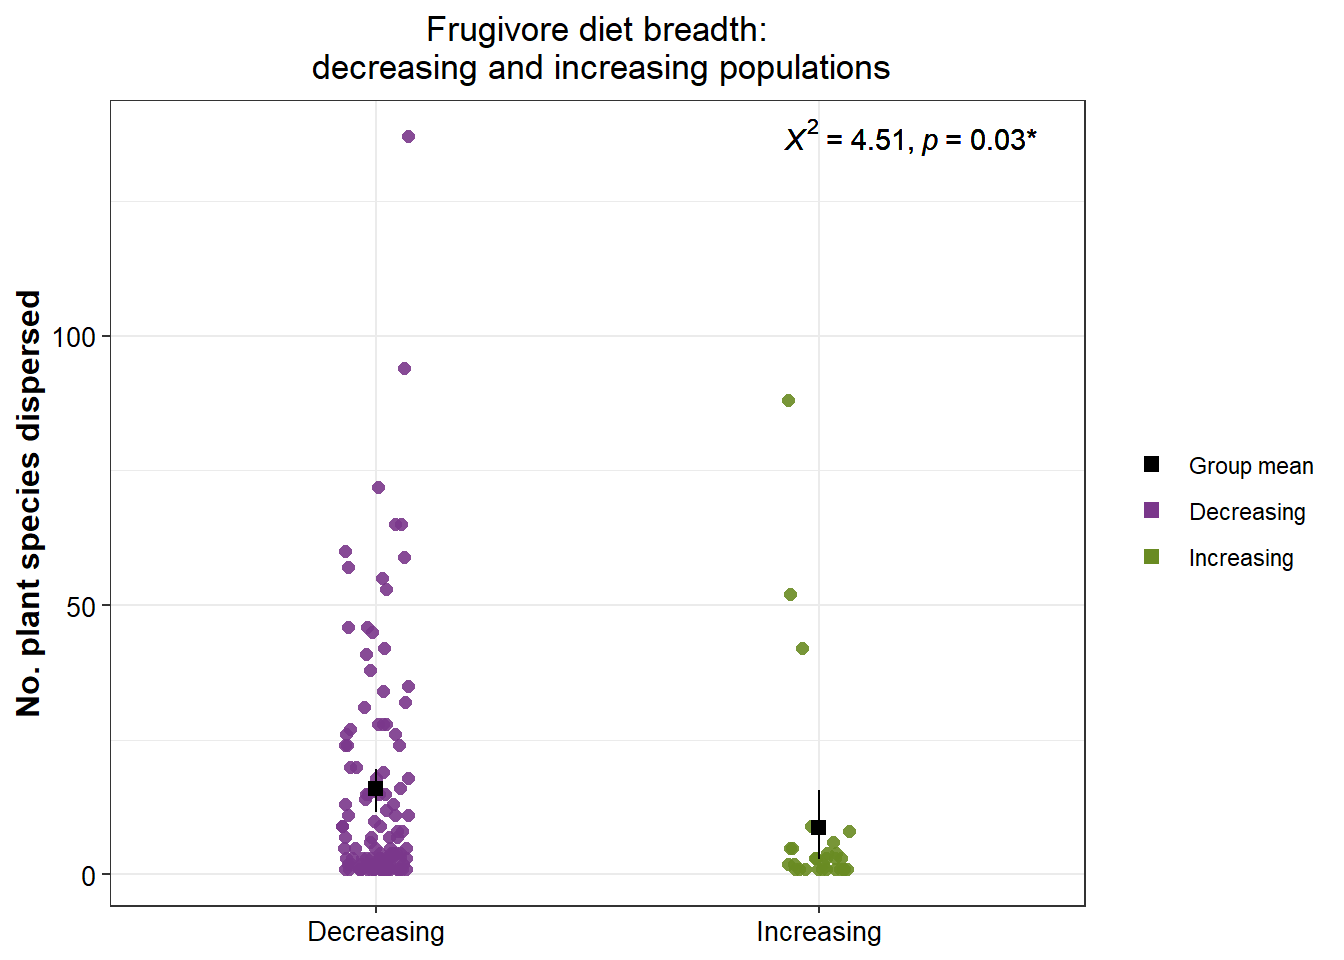 Frugivore diet breadth:
decreasing and increasing populations
X² = 4.51, p = 0.03*
No. plant species dispersed
100
50
0
Decreasing
Increasing
Group mean
Decreasing
Increasing